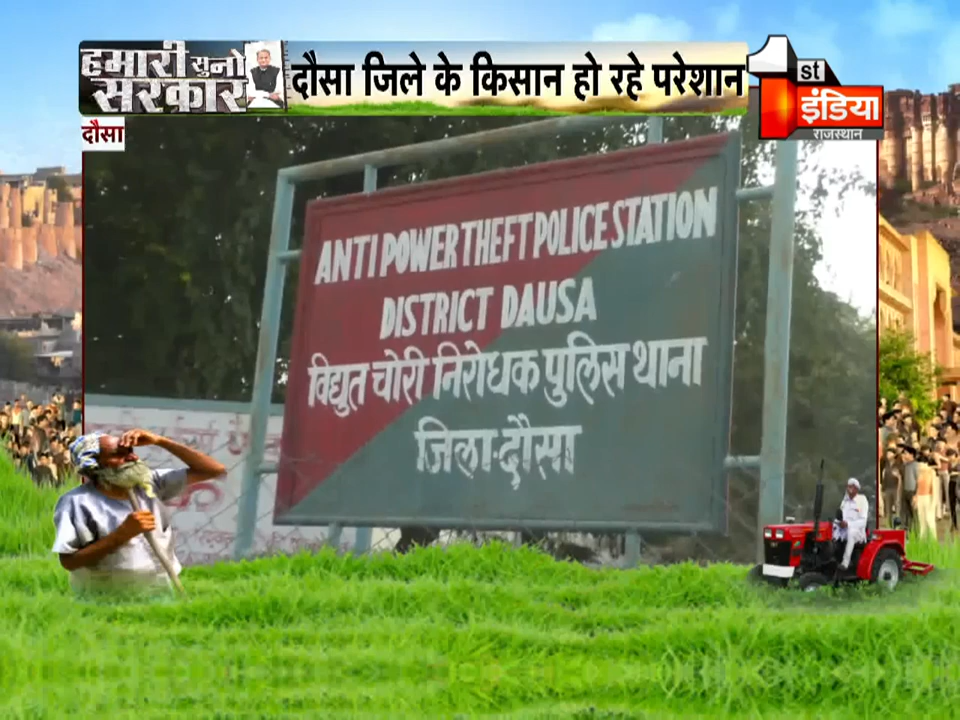 हमारी सुनो
सरकार
दौसा जिले के किसान हो रहे परेशान
1st
इंडिया
राजस्थान
दौसा
ANTI POWER THEFT POLICE STATION
DISTRICT DAUSA
विद्युत चोरी निरोधक पुलिस थाना
जिला-दौसा